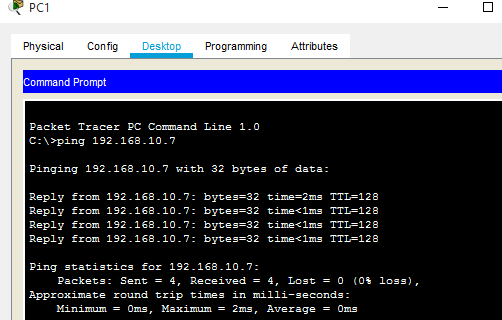 PC1
Physical Config Desktop Programming Attributes
Command Prompt
Packet Tracer PC Command Line 1.0
C:\>ping 192.168.10.7
Pinging 192.168.10.7 with 32 bytes of data:
Reply from 192.168.10.7: bytes=32 time=2ms TTL=128
Reply from 192.168.10.7: bytes=32 time<1ms TTL=128
Reply from 192.168.10.7: bytes=32 time<1ms TTL=128
Reply from 192.168.10.7: bytes=32 time<1ms TTL=128
Ping statistics for 192.168.10.7:
Packets: Sent = 4, Received = 4, Lost = 0 (0% loss),
Approximate round trip times in milli-seconds:
Minimum = 0ms, Maximum = 2ms, Average = 0ms